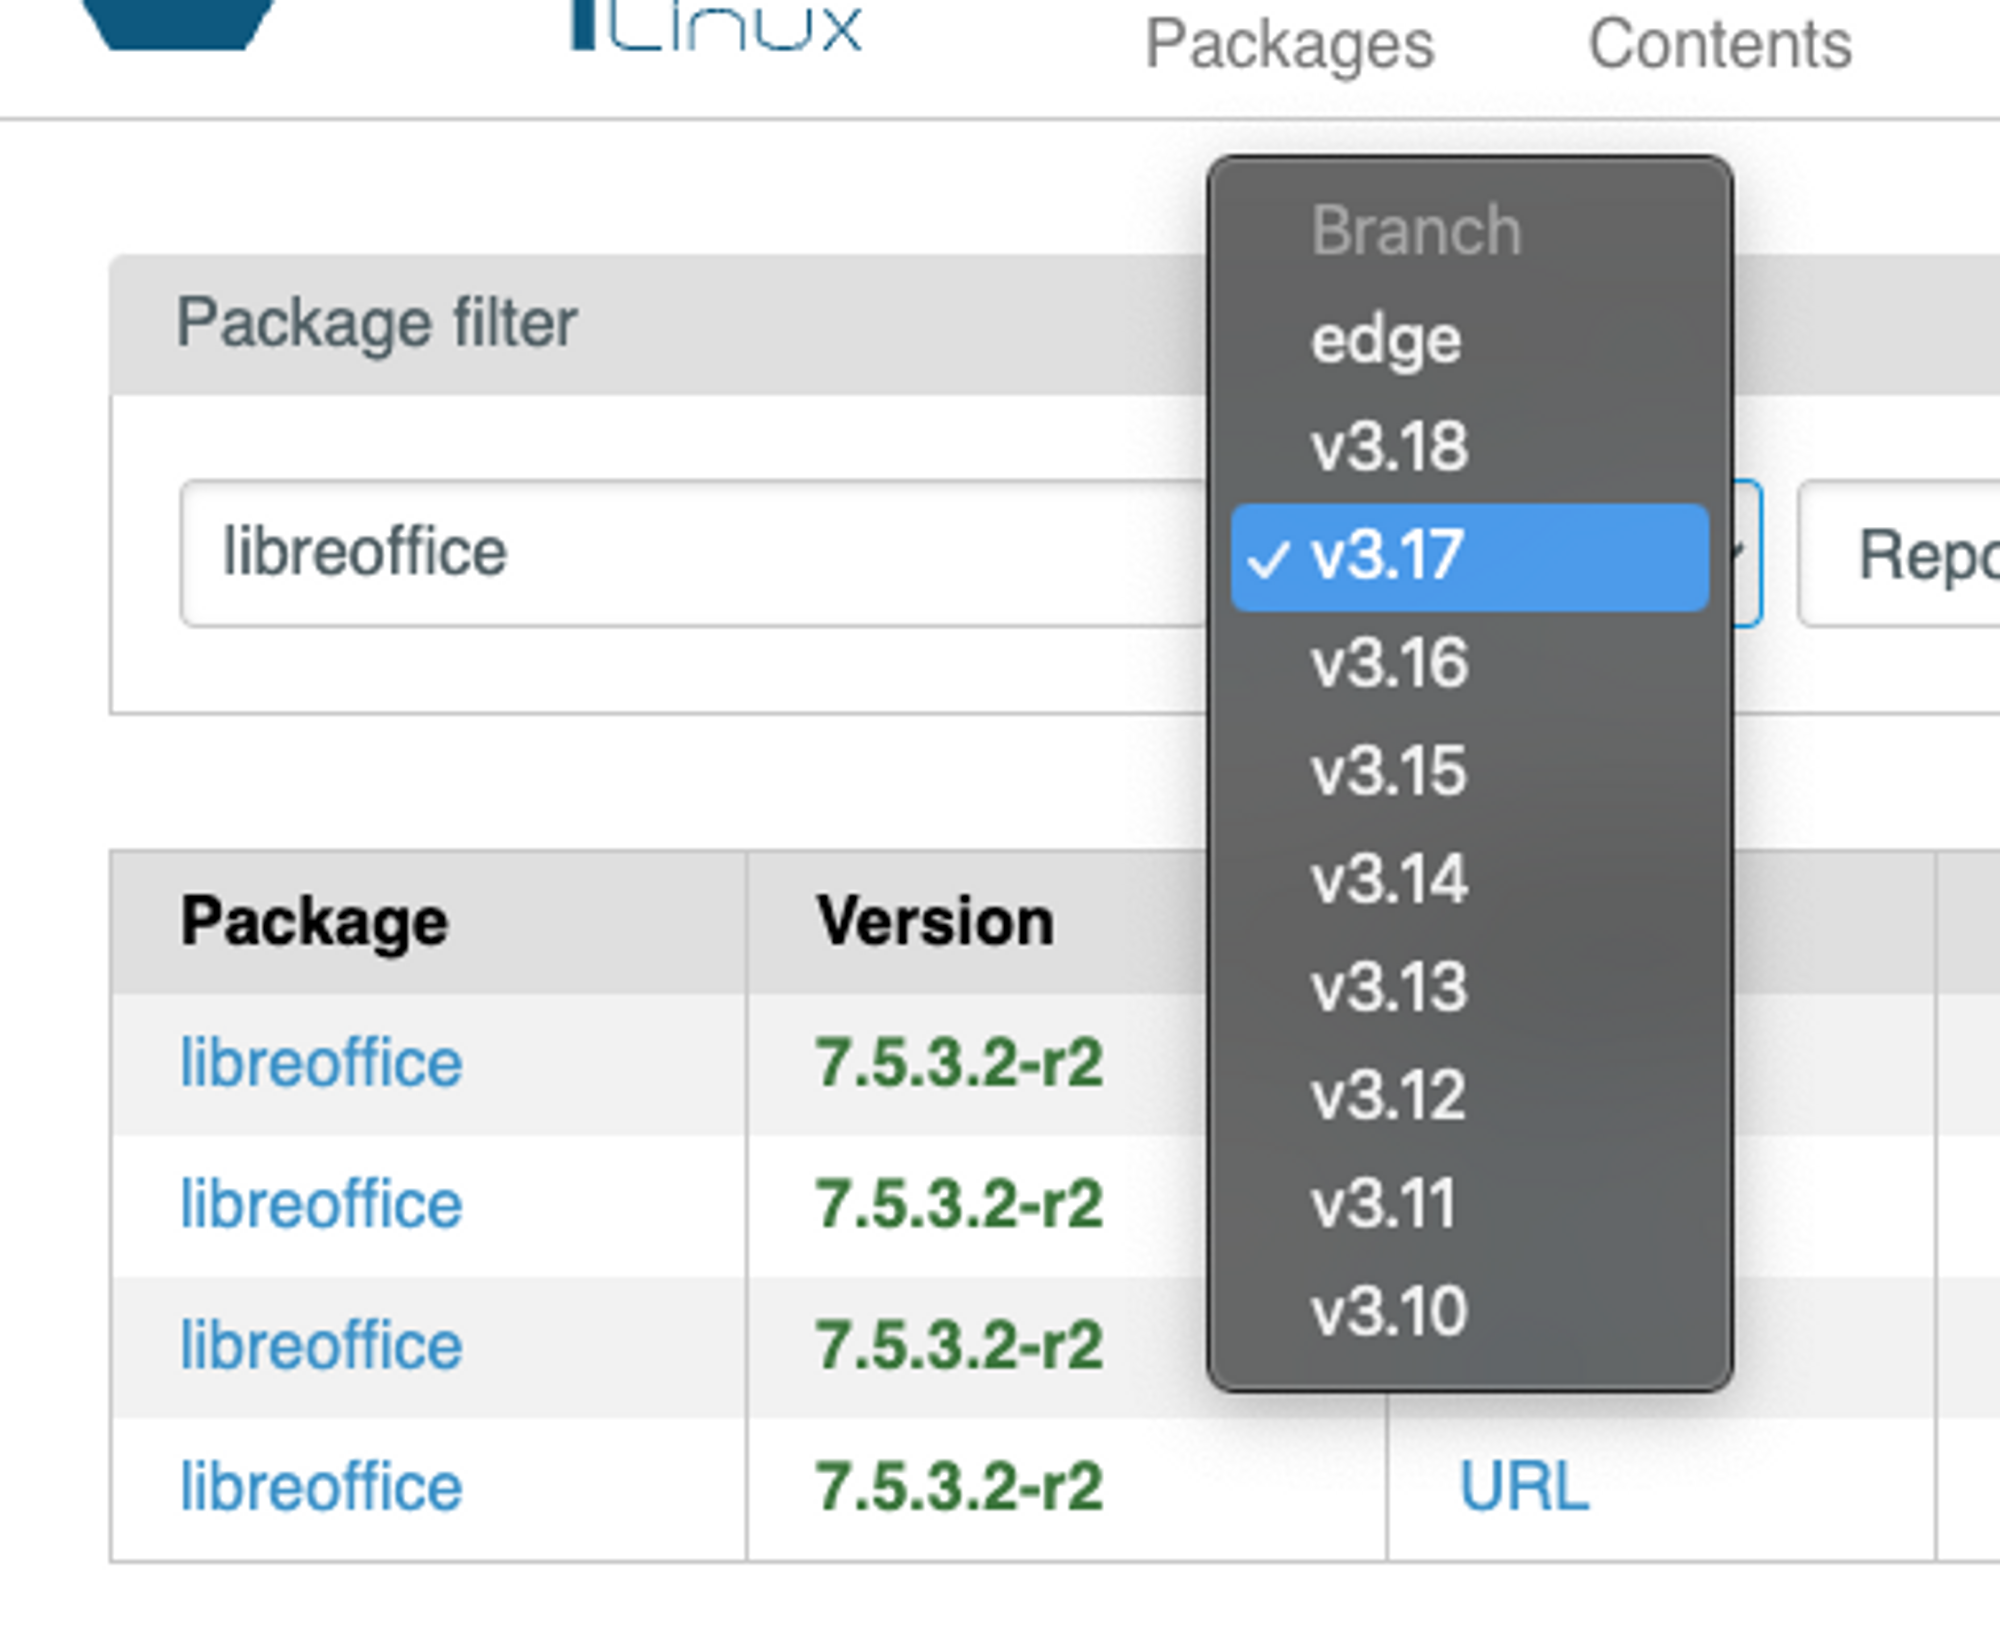 Linux
Packages Contents
Package filter
libreoffice
Branch
edge
v3.18
✓ v3.17
v3.16
v3.15
v3.14
v3.13
v3.12
v3.11
v3.10
Package Version
libreoffice 7.5.3.2-r2
libreoffice 7.5.3.2-r2
libreoffice 7.5.3.2-r2
libreoffice 7.5.3.2-r2 URL